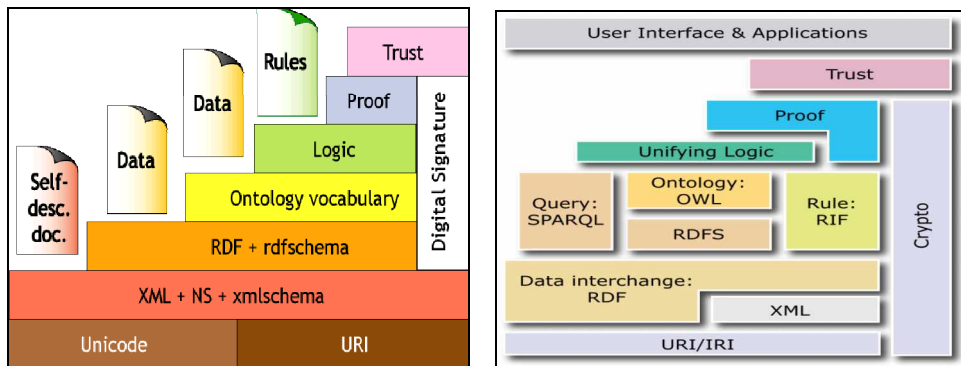 Rules
Trust
Data
Proof
Data
Logic
Self-
desc.
doc.
Ontology vocabulary
Digital Signature
RDF + rdfschema
XML + NS + xmlschema
Unicode
URI
User Interface & Applications
Trust
Proof
Unifying Logic
Query:
SPARQL
Ontology:
OWL
RDFS
Rule:
RIF
Crypto
Data interchange:
RDF
XML
URI/IRI